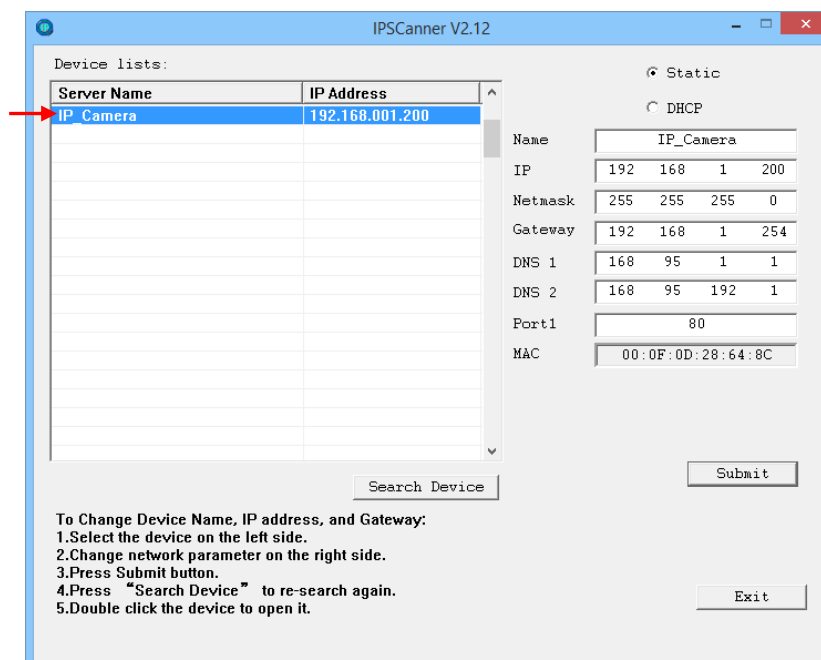 IPSCanner V2.12
Device lists:
Server Name IP Address
IP_Camera 192.168.001.200
Static
DHCP
Name IP_Camera
IP 192 168 1 200
Netmask 255 255 255 0
Gateway 192 168 1 254
DNS 1 168 95 1 1
DNS 2 168 95 192 1
Port1 80
MAC 00:0F:0D:28:64:8C
Search Device
Submit
To Change Device Name, IP address, and Gateway:
1.Select the device on the left side.
2.Change network parameter on the right side.
3.Press Submit button.
4.Press “Search Device” to re-search again.
5.Double click the device to open it.
Exit